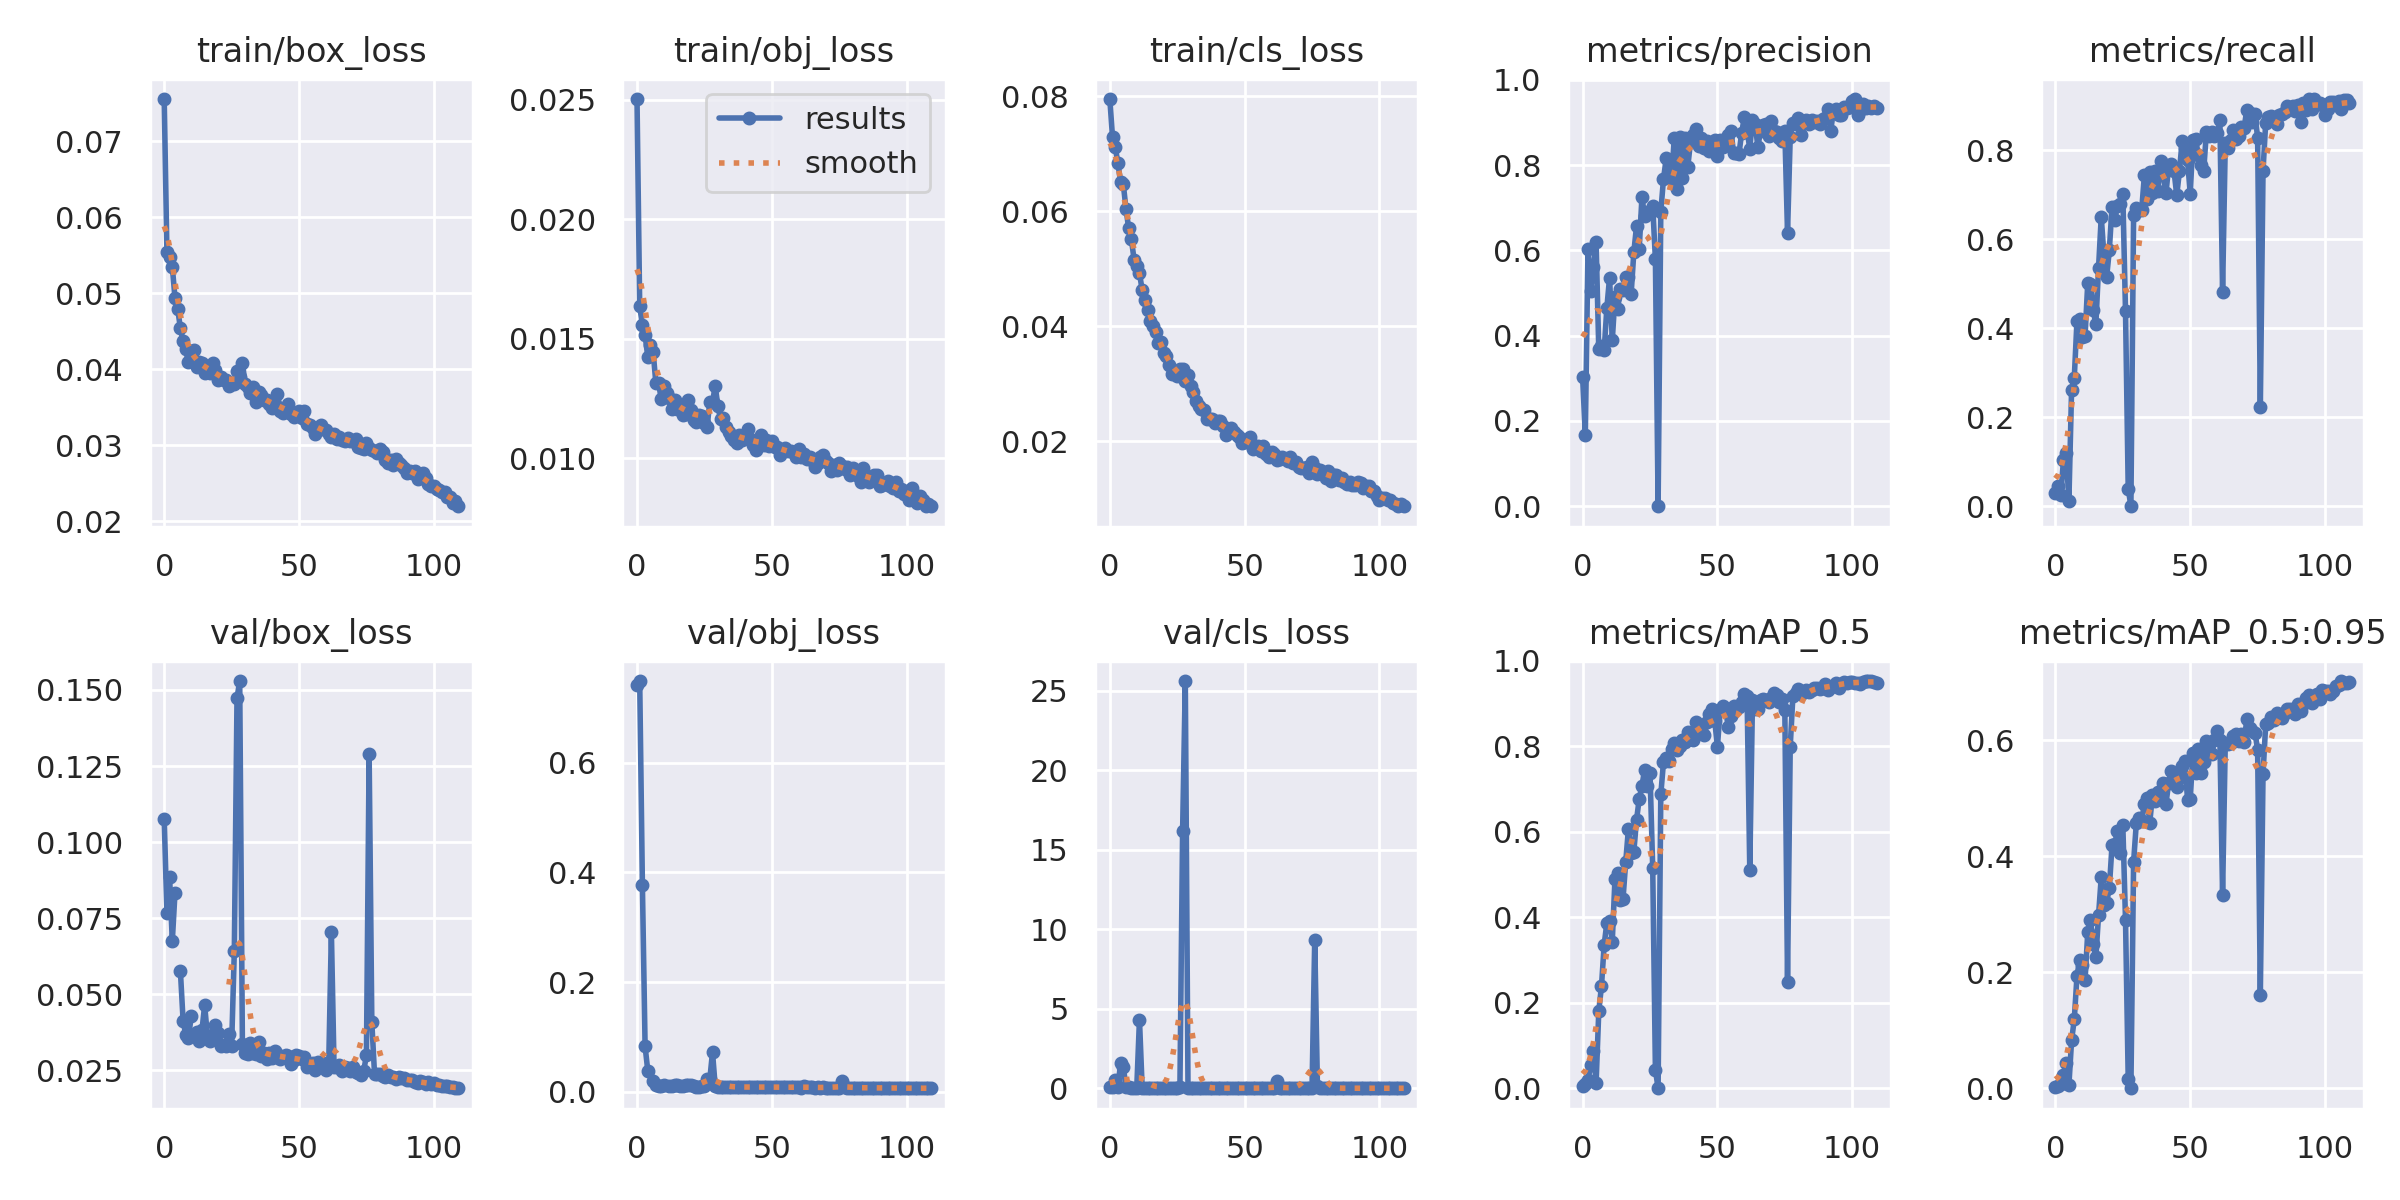 train/box_loss
0.07
0.06
0.05
0.04
0.03
0.02
0 50 100
train/obj_loss
0.025
0.020
0.015
0.010
results
smooth
0 50 100
train/cls_loss
0.08
0.06
0.04
0.02
0 50 100
metrics/precision
1.0
0.8
0.6
0.4
0.2
0.0
0 50 100
metrics/recall
0.8
0.6
0.4
0.2
0.0
0 50 100
val/box_loss
0.150
0.125
0.100
0.075
0.050
0.025
0 50 100
val/obj_loss
0.6
0.4
0.2
0.0
0 50 100
val/cls_loss
25
20
15
10
5
0
0 50 100
metrics/mAP_0.5
1.0
0.8
0.6
0.4
0.2
0.0
0 50 100
metrics/mAP_0.5:0.95
0.6
0.4
0.2
0.0
0 50 100